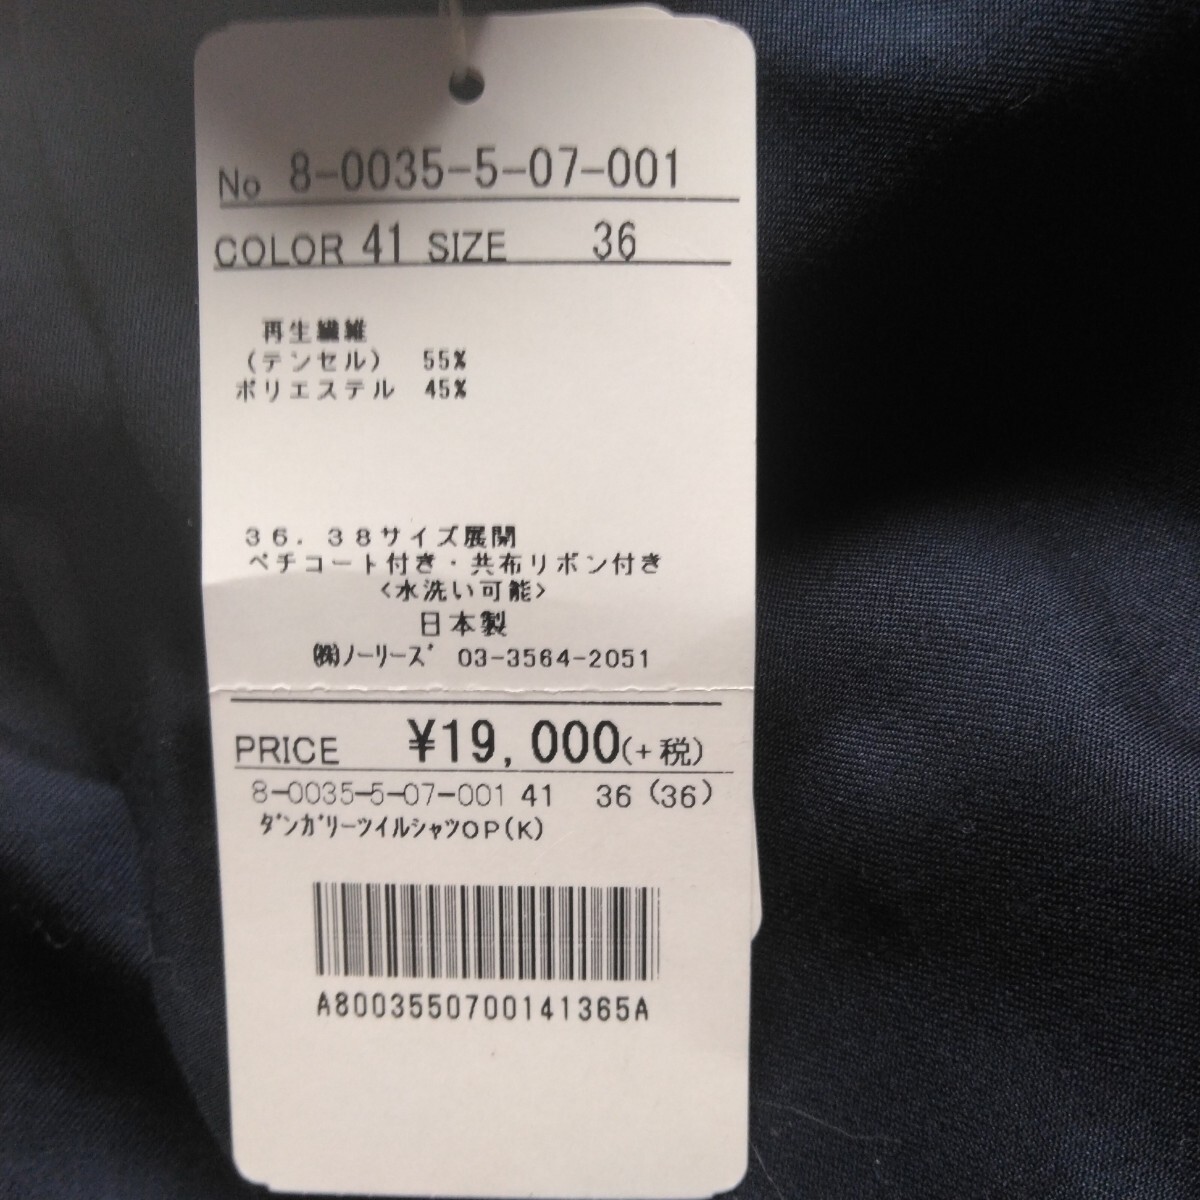 No 8-0035-5-07-001
COLOR 41 SIZE 36
再生繊維
(テンセル) 55%
ポリエステル 45%
36.38サイズ展開
ペチコート付き・共布リボン付き
<水洗い可能>
日本製
㈱ﾉｰﾘｰｽﾞ 03-3564-2051
PRICE ¥19,000(+税)
8-0035-5-07-001 41 36 (36)
ﾀﾞﾝｶﾞﾘｰﾂｲﾙｼｬﾂOP(K)
A8003550700141365A